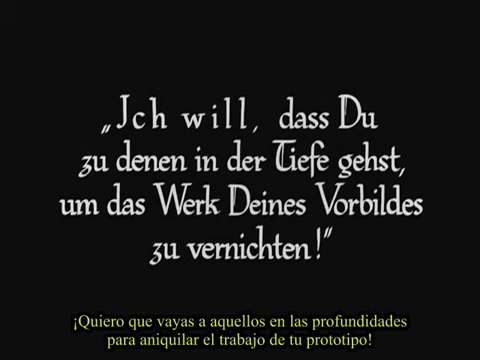 „Ich will, dass Du
zu denen in der Tiefe gehst,
um das Werk Deines Vorbildes
zu vernichten!“
¡Quiero que vayas a aquellos en las profundidades
para aniquilar el trabajo de tu prototipo!